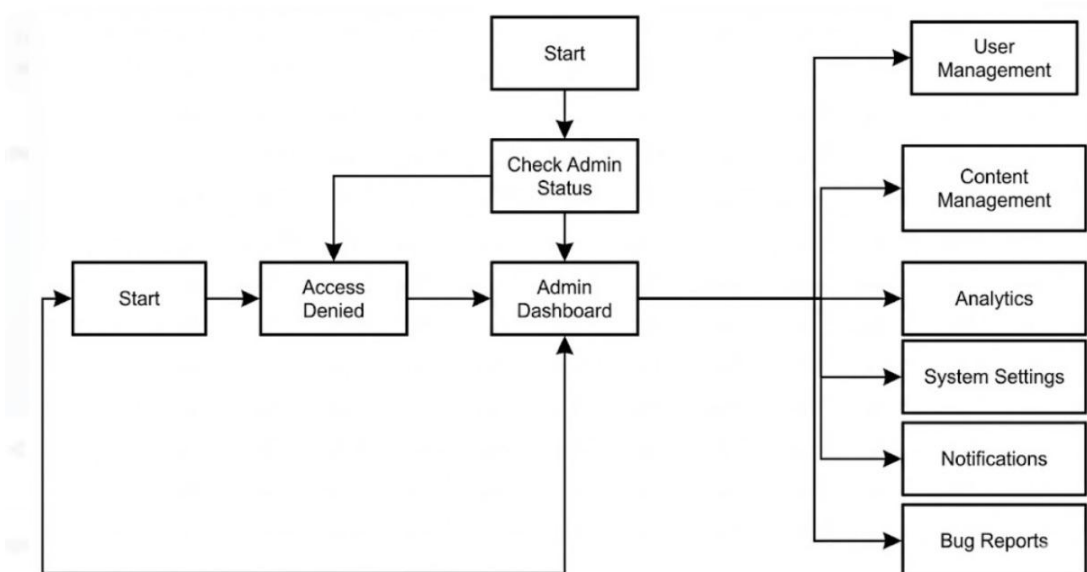 Start
User
Management
Check Admin
Status
Content
Management
Start
Access
Denied
Admin
Dashboard
Analytics
System Settings
Notifications
Bug Reports